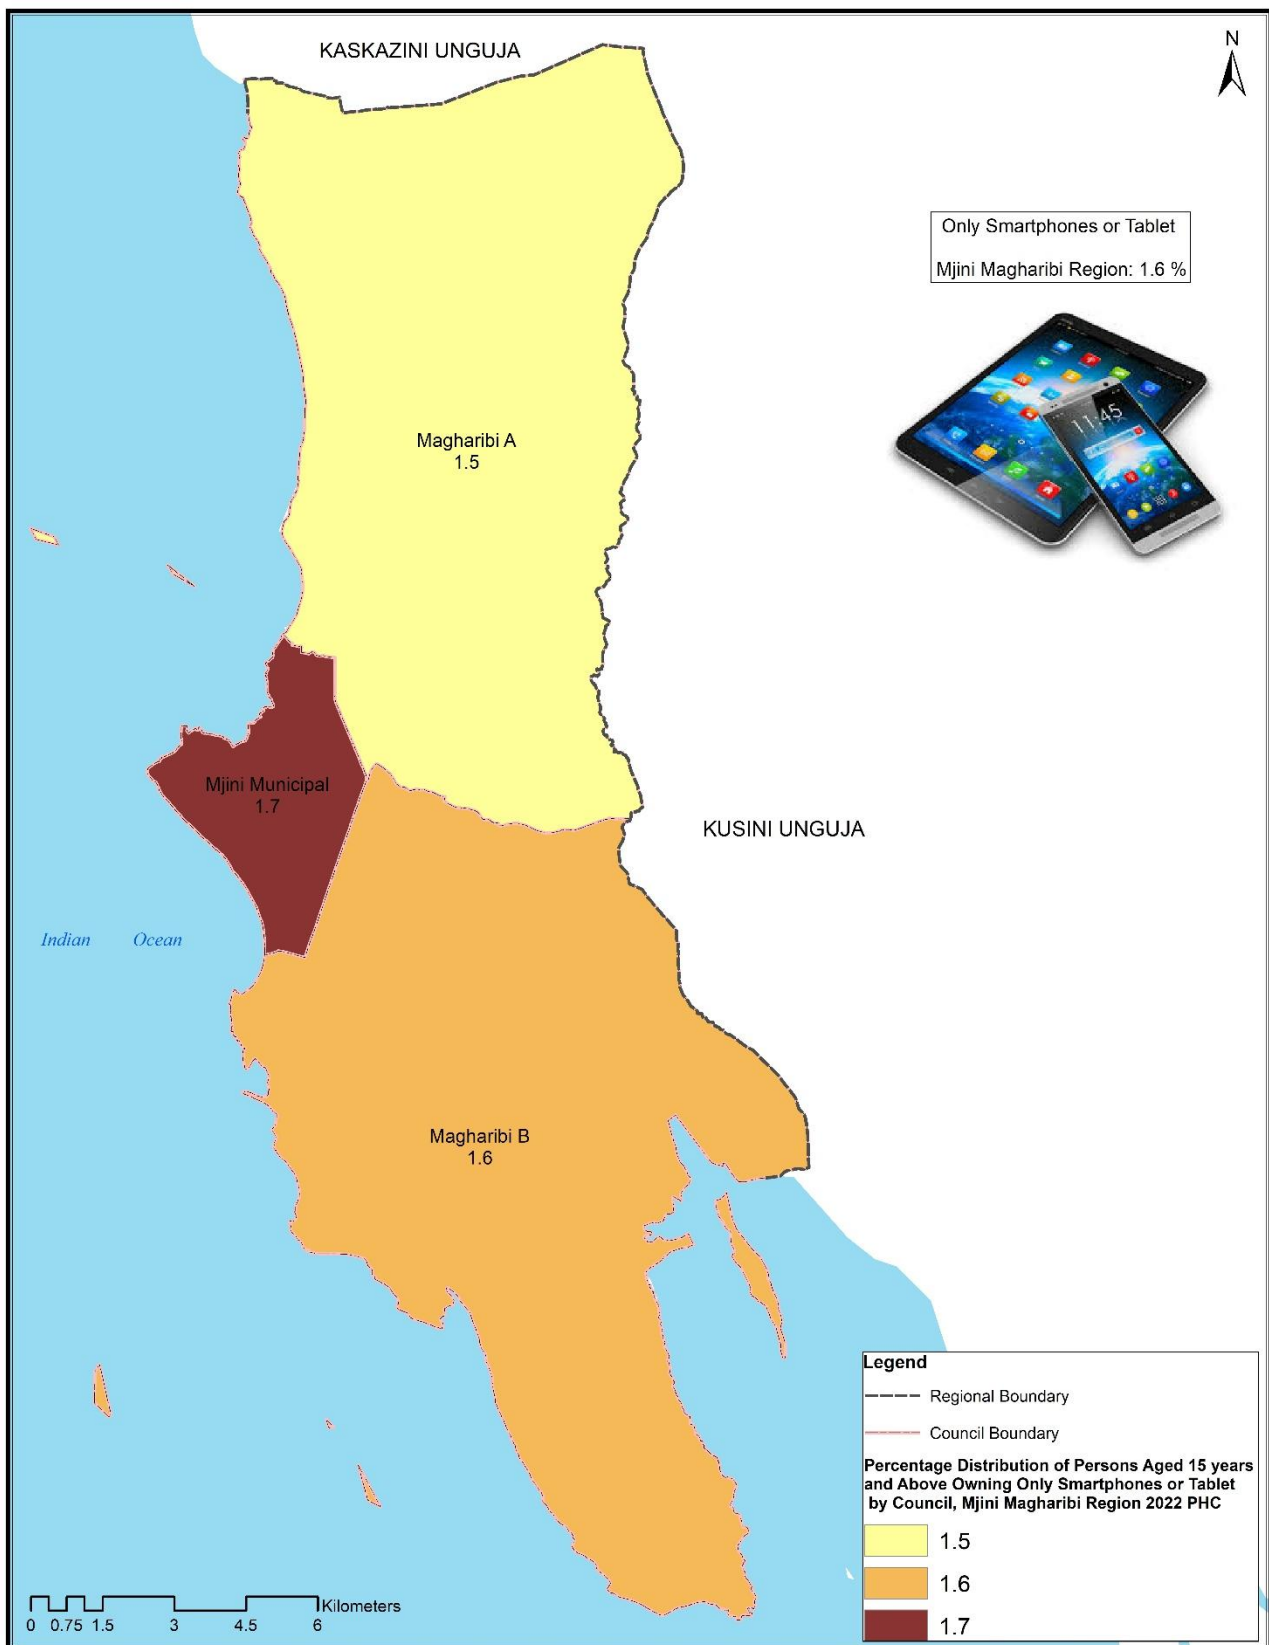 KASKAZINI UNGUJA
N
Only Smartphones or Tablet
Mjini Magharibi Region: 1.6 %
11:45
Magharibi A
1.5
Mjini Municipal
1.7
KUSINI UNGUJA
Indian Ocean
Magharibi B
1.6
Legend
Regional Boundary
Council Boundary
Percentage Distribution of Persons Aged 15 years
and Above Owning Only Smartphones or Tablet
by Council, Mjini Magharibi Region 2022 PHC
1.5
1.6
1.7
Kilometers
0 0.75 1.5 3 4.5 6